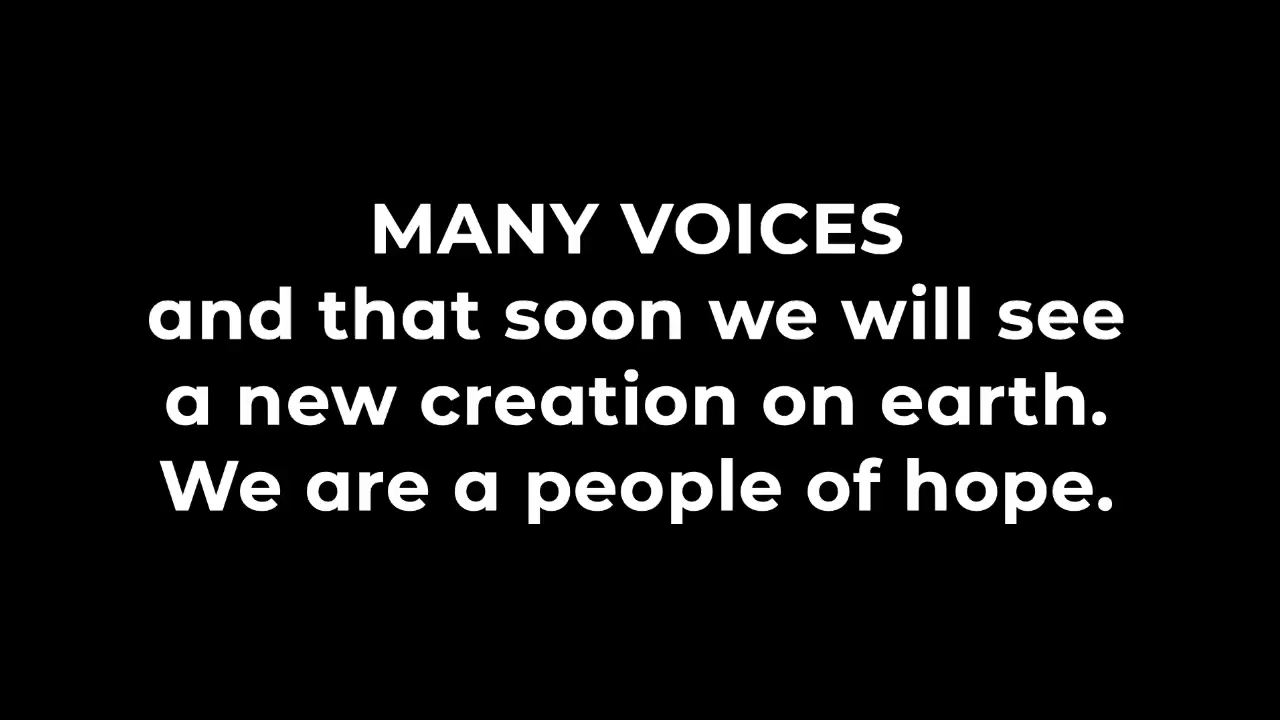 MANY VOICES
and that soon we will see
a new creation on earth.
We are a people of hope.